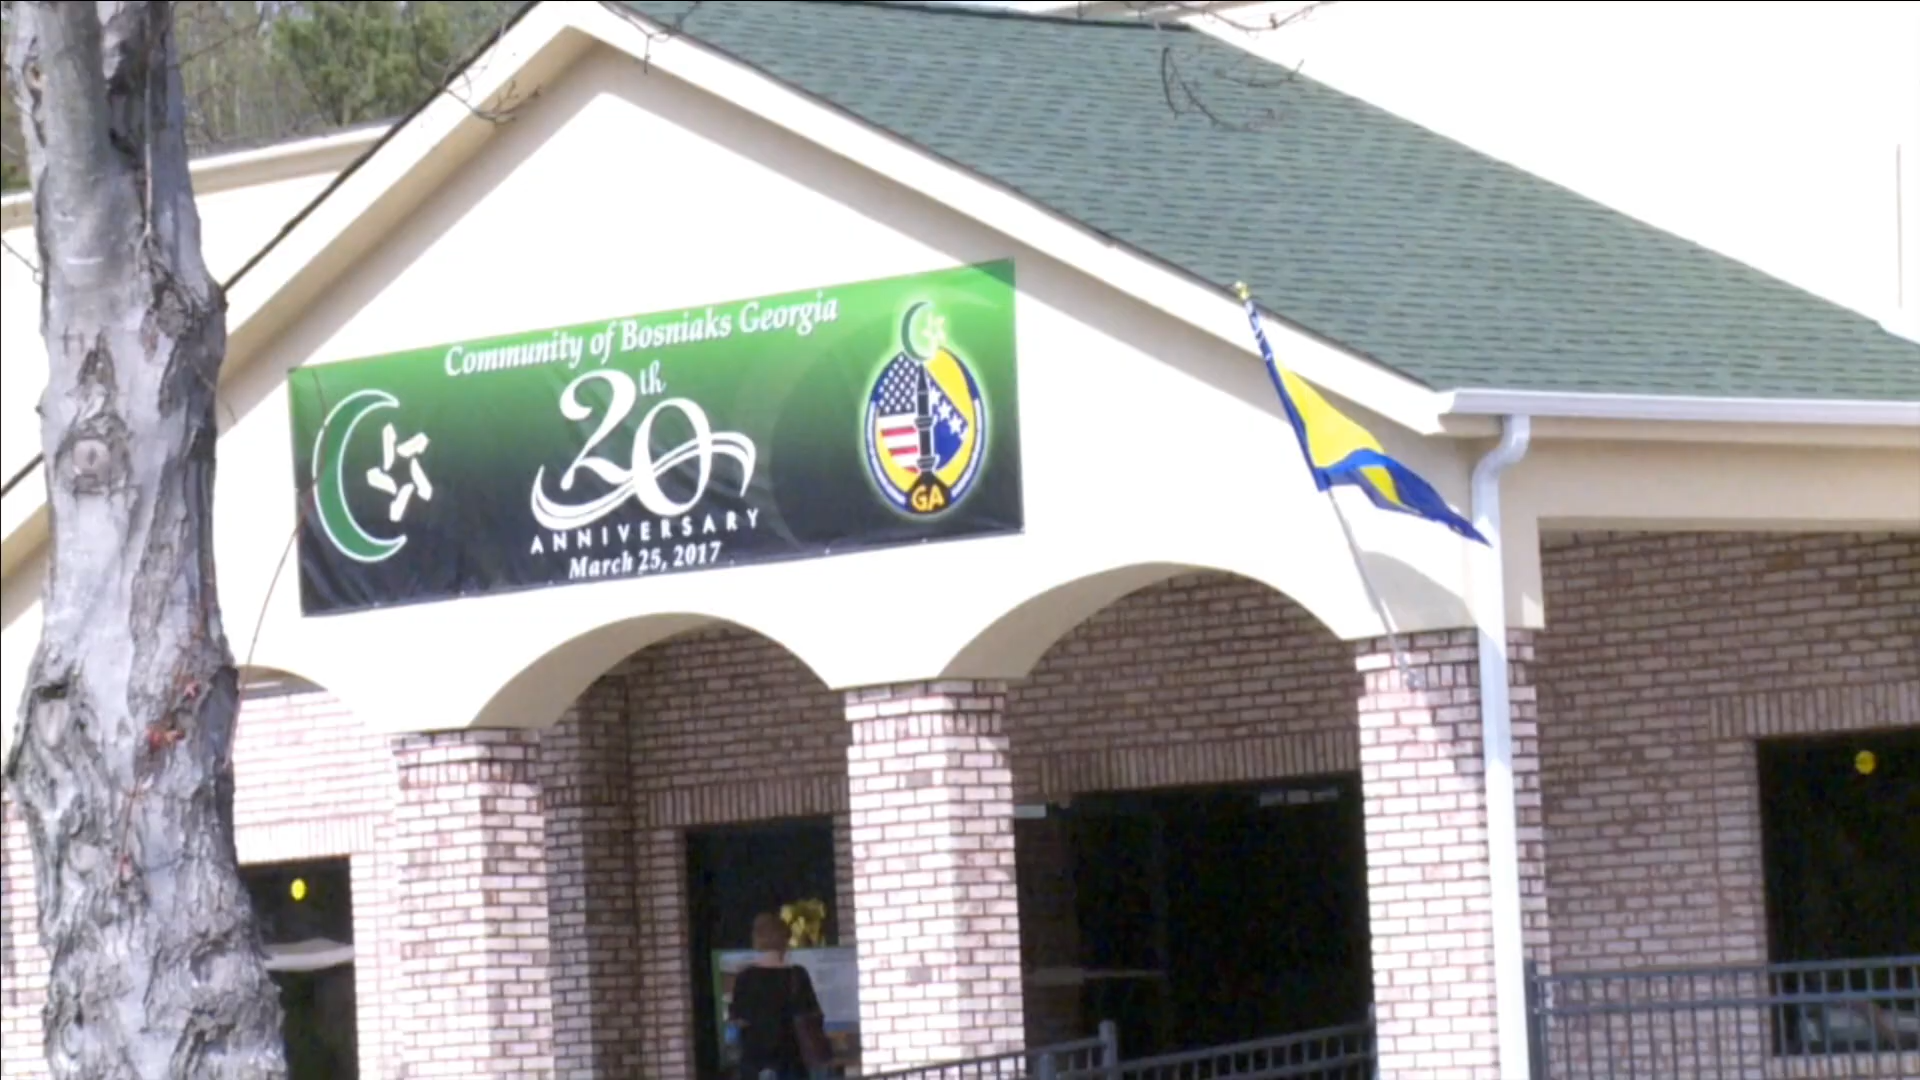 Community of Bosniaks Georgia
20th
ANNIVERSARY
March 25, 2017
GA